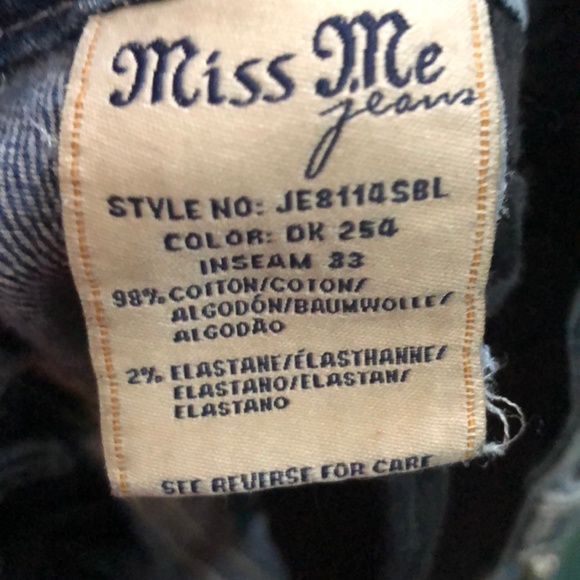 Miss Me
jeans
STYLE NO: JE8114SBL
COLOR: DK 254
INSEAM 33
98% COTTON/COTON/
ALGODÓN/BAUMWOLLE/
ALGODÃO
2% ELASTANE/ÉLASTHANNE/
ELASTANO/ELASTAN/
ELASTANO
SEE REVERSE FOR CARE